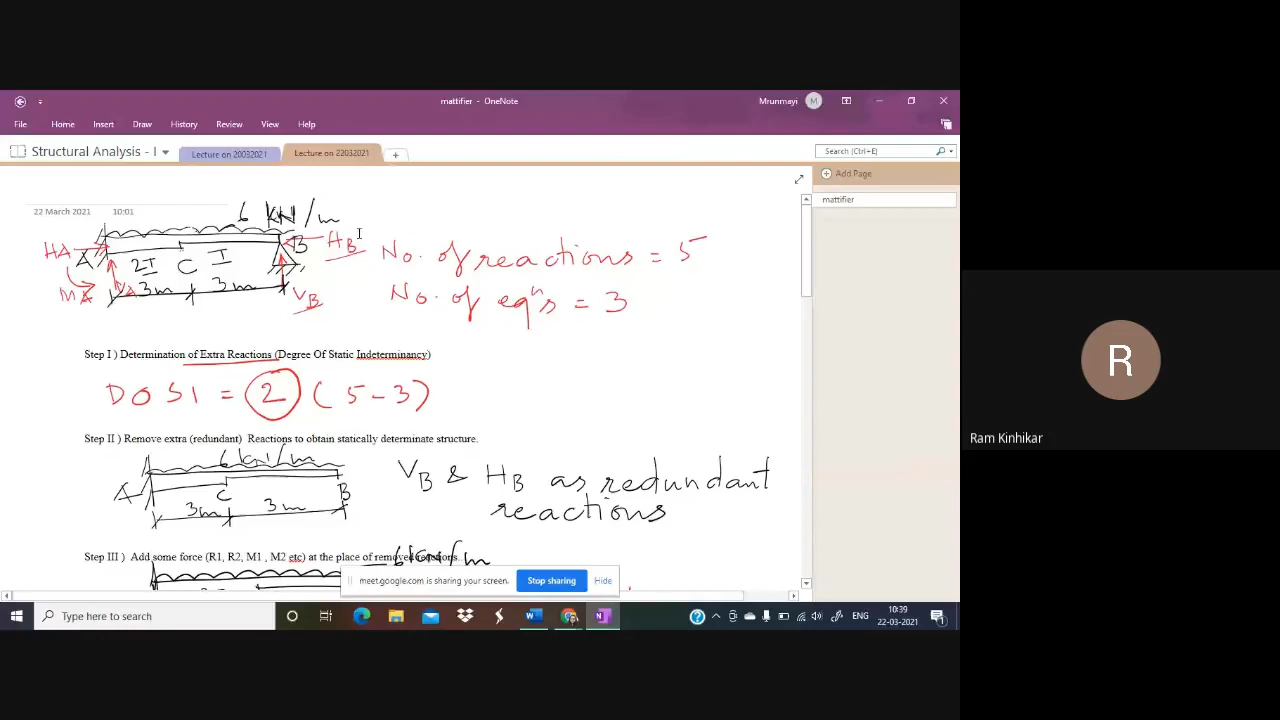 mattifier - OneNote
Mrunmayi
M
File Home Insert Draw History Review View Help
Structural Analysis - I
Lecture on 20032021
Lecture on 22032021
Search (Ctrl+E)
Add Page
mattifier
22 March 2021 10:01
6 kN/m
HA
A
2I
C
I
B
HB
MA
VA
3m
3m
VB
No. of reactions = 5
No. of eqⁿs = 3
Step I ) Determination of Extra Reactions (Degree Of Static Indeterminancy)
DOSI = 2 (5-3)
Step II ) Remove extra (redundant) Reactions to obtain statically determinate structure.
6kN/m
A
C
B
3m
3m
VB & HB as redundant
reactions
Step III ) Add some force (R1, R2, M1 , M2 etc) at the place of removed reactions.
6kN/m
meet.google.com is sharing your screen.
Stop sharing
Hide
Type here to search
ENG
10:39
22-03-2021
R
Ram Kinhikar